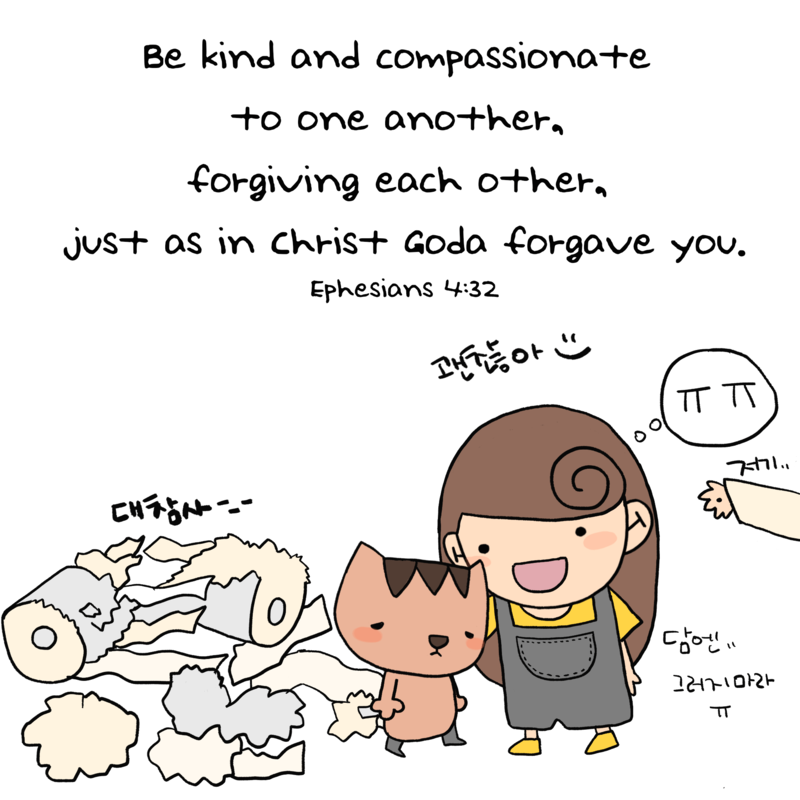 Be kind and compassionate
to one another,
forgiving each other,
just as in Christ Goda forgave you.
Ephesians 4:32
괜찮아
ㅠㅠ
저기..
대참사-.-
담엔..
그러지마라
ㅠ